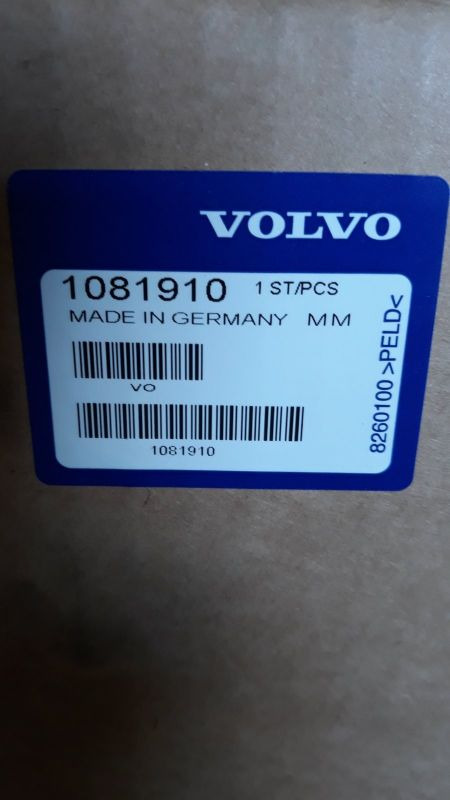 VOLVO
1081910 1 ST/PCS
MADE IN GERMANY MM
VO
1081910
8260100 >PELD<